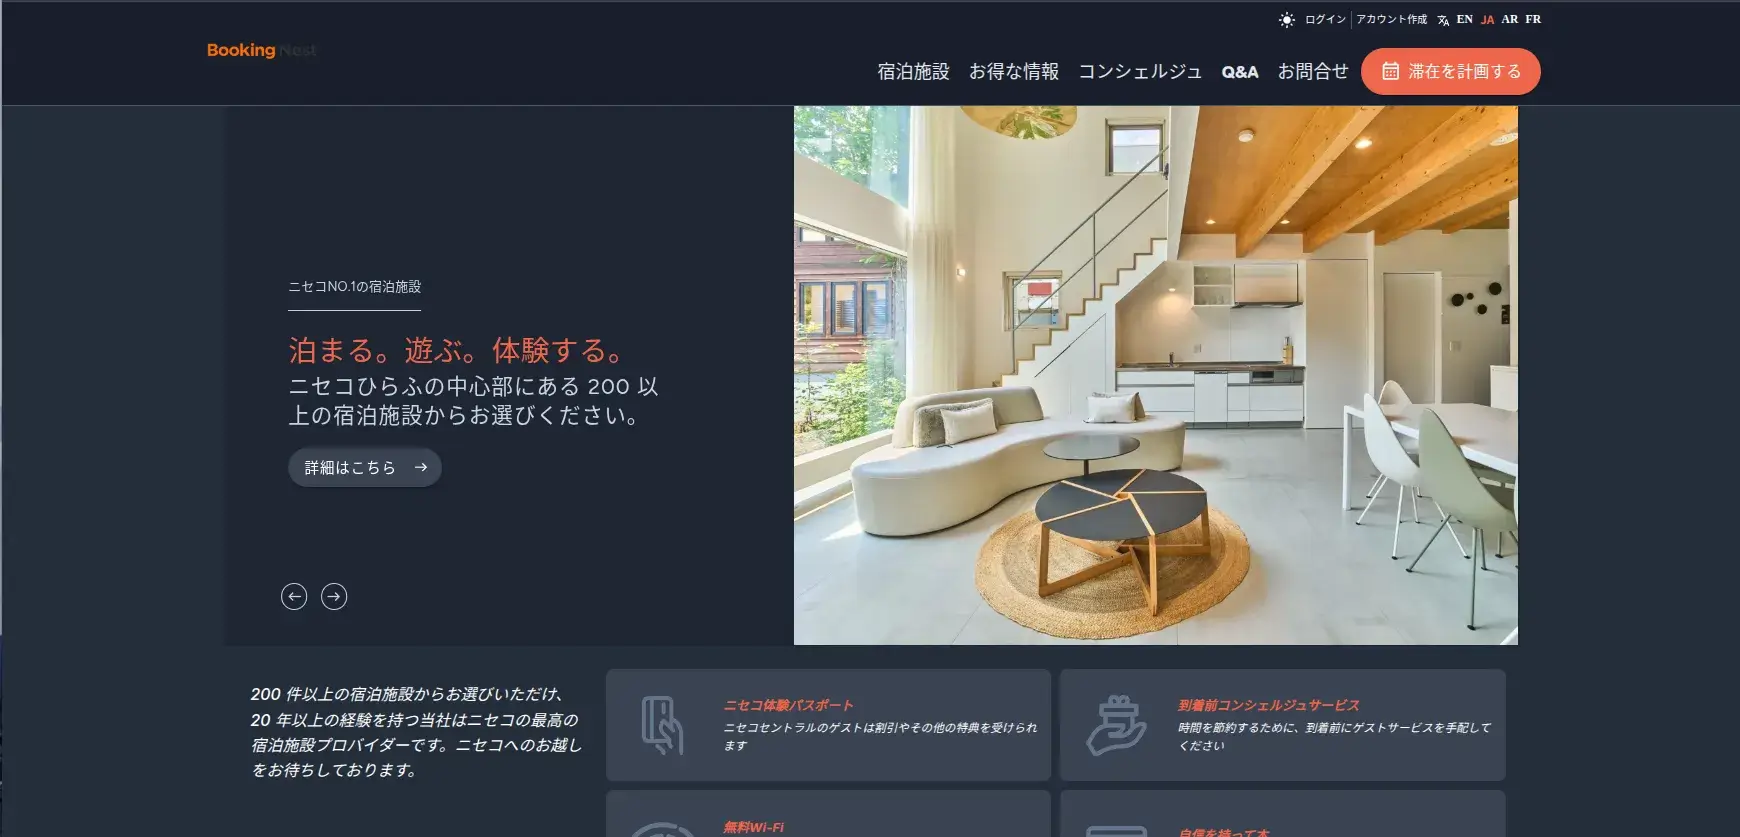 ログイン アカウント作成 EN JA AR FR
Booking Nest
宿泊施設 お得な情報 コンシェルジュ Q&A お問合せ 滞在を計画する
ニセコNO.1の宿泊施設
泊まる。遊ぶ。体験する。
ニセコひらふの中心部にある 200 以
上の宿泊施設からお選びください。
詳細はこちら
200 件以上の宿泊施設からお選びいただけ、
20 年以上の経験を持つ当社はニセコの最高の
宿泊施設プロバイダーです。ニセコへのお越し
をお待ちしております。
ニセコ体験パスポート
ニセコセントラルのゲストは割引やその他の特典を受けられ
ます
到着前コンシェルジュサービス
時間を節約するために、到着前にゲストサービスを手配して
ください
無料Wi-Fi